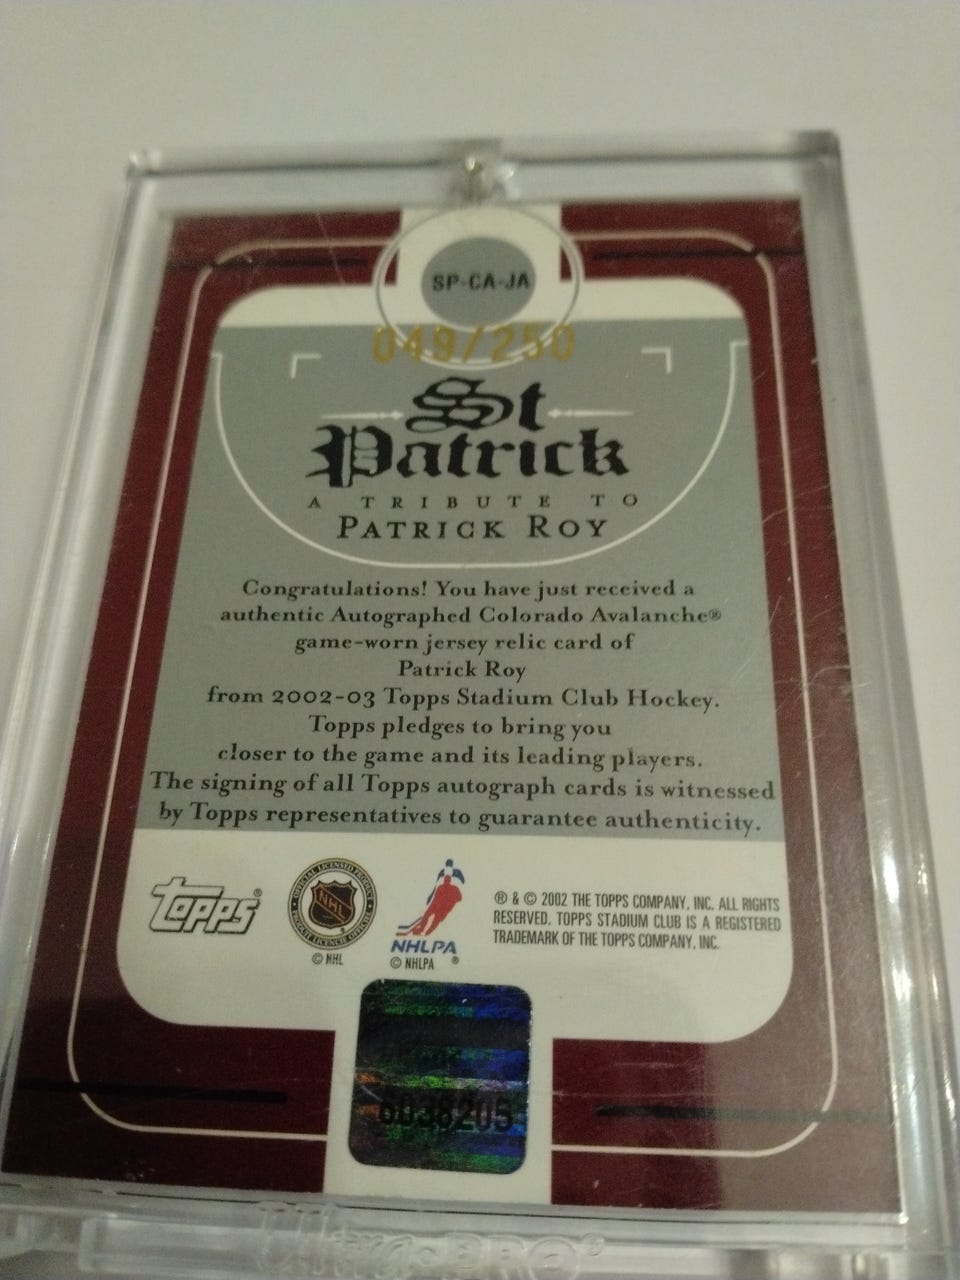 SP-CA-JA
049/250
St
Patrick
A TRIBUTE TO
PATRICK ROY
Congratulations! You have just received a
authentic Autographed Colorado Avalanche®
game-worn jersey relic card of
Patrick Roy
from 2002-03 Topps Stadium Club Hockey.
Topps pledges to bring you
closer to the game and its leading players.
The signing of all Topps autograph cards is witnessed
by Topps representatives to guarantee authenticity.
Topps®
NHL
© NHL
NHLPA
© NHLPA ®
® & © 2002 THE TOPPS COMPANY, INC. ALL RIGHTS
RESERVED. TOPPS STADIUM CLUB IS A REGISTERED
TRADEMARK OF THE TOPPS COMPANY, INC.
Ultra·PRO®